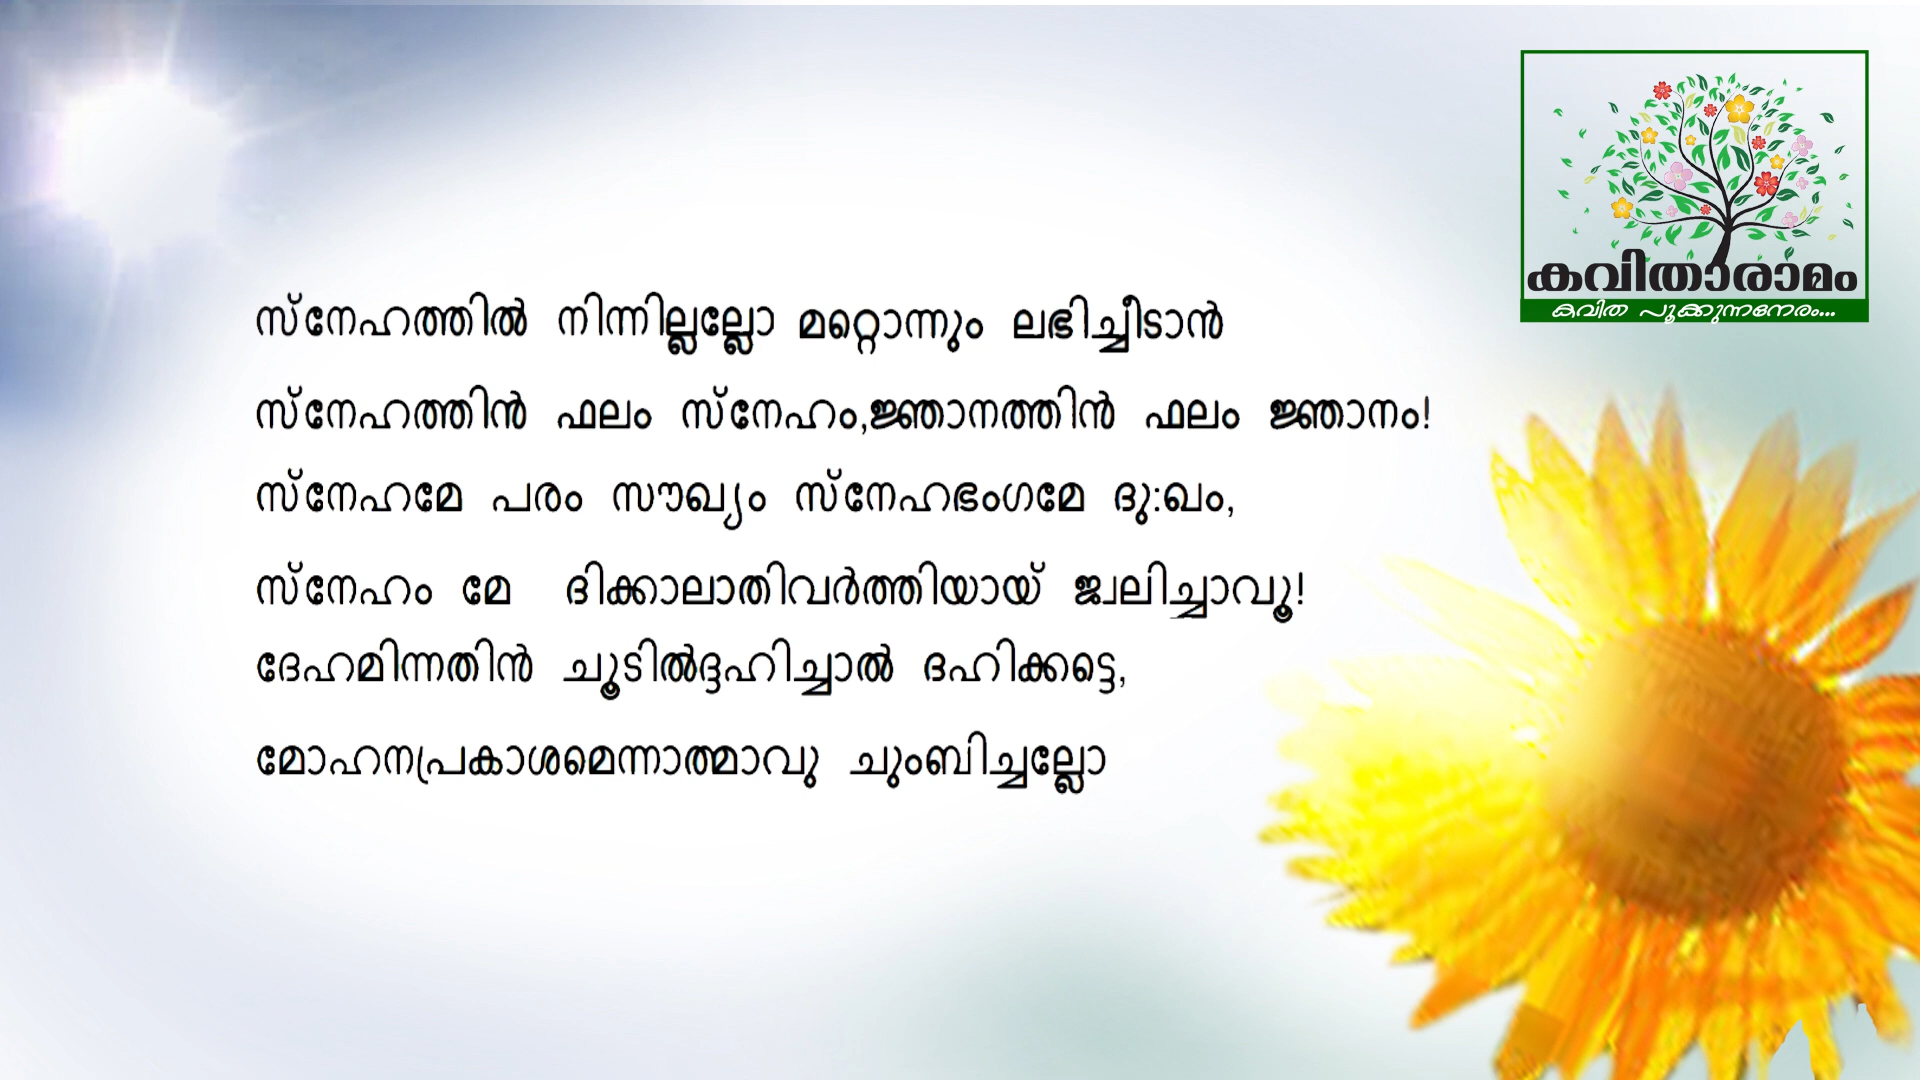 കവിതാരാമം
കവിത പൂക്കുന്നനേരം...
സ്നേഹത്തിൽ നിന്നില്ലല്ലോ മറ്റൊന്നും ലഭിച്ചീടാൻ
സ്നേഹത്തിൻ ഫലം സ്നേഹം,ജ്ഞാനത്തിൻ ഫലം ജ്ഞാനം!
സ്നേഹമേ പരം സൗഖ്യം സ്നേഹഭംഗമേ ദു:ഖം,
സ്നേഹം മേ ദിക്കാലാതിവർത്തിയായ് ജ്വലിച്ചാവൂ!
ദേഹമിന്നതിൻ ചൂടിൽദ്ദഹിച്ചാൽ ദഹിക്കട്ടെ,
മോഹനപ്രകാശമെന്നാത്മാവു ചുംബിച്ചല്ലോ